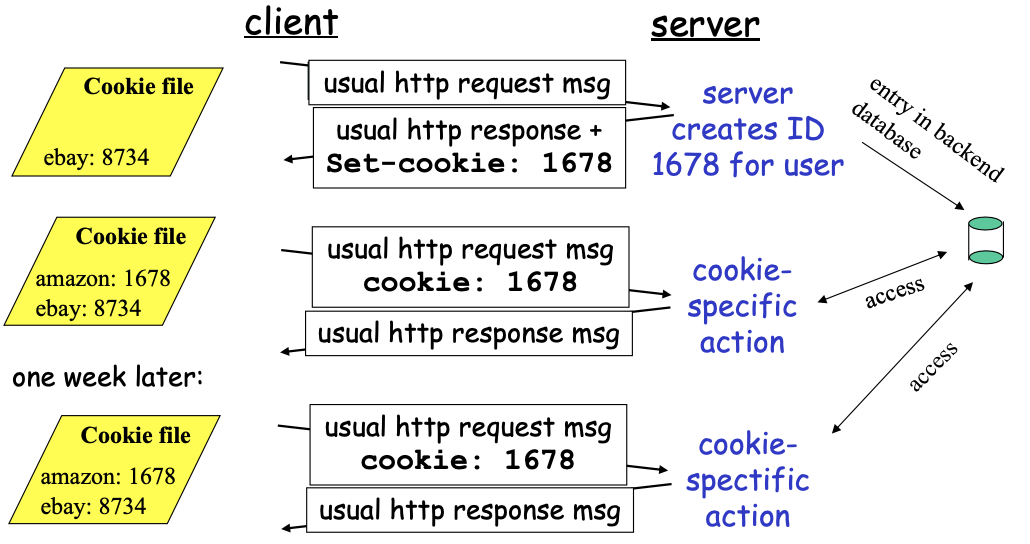 client
server
Cookie file
ebay: 8734
usual http request msg
usual http response +
Set-cookie: 1678
server
creates ID
1678 for user
entry in backend
database
Cookie file
amazon: 1678
ebay: 8734
usual http request msg
cookie: 1678
usual http response msg
cookie-
specific
action
access
access
one week later:
Cookie file
amazon: 1678
ebay: 8734
usual http request msg
cookie: 1678
usual http response msg
cookie-
spectific
action